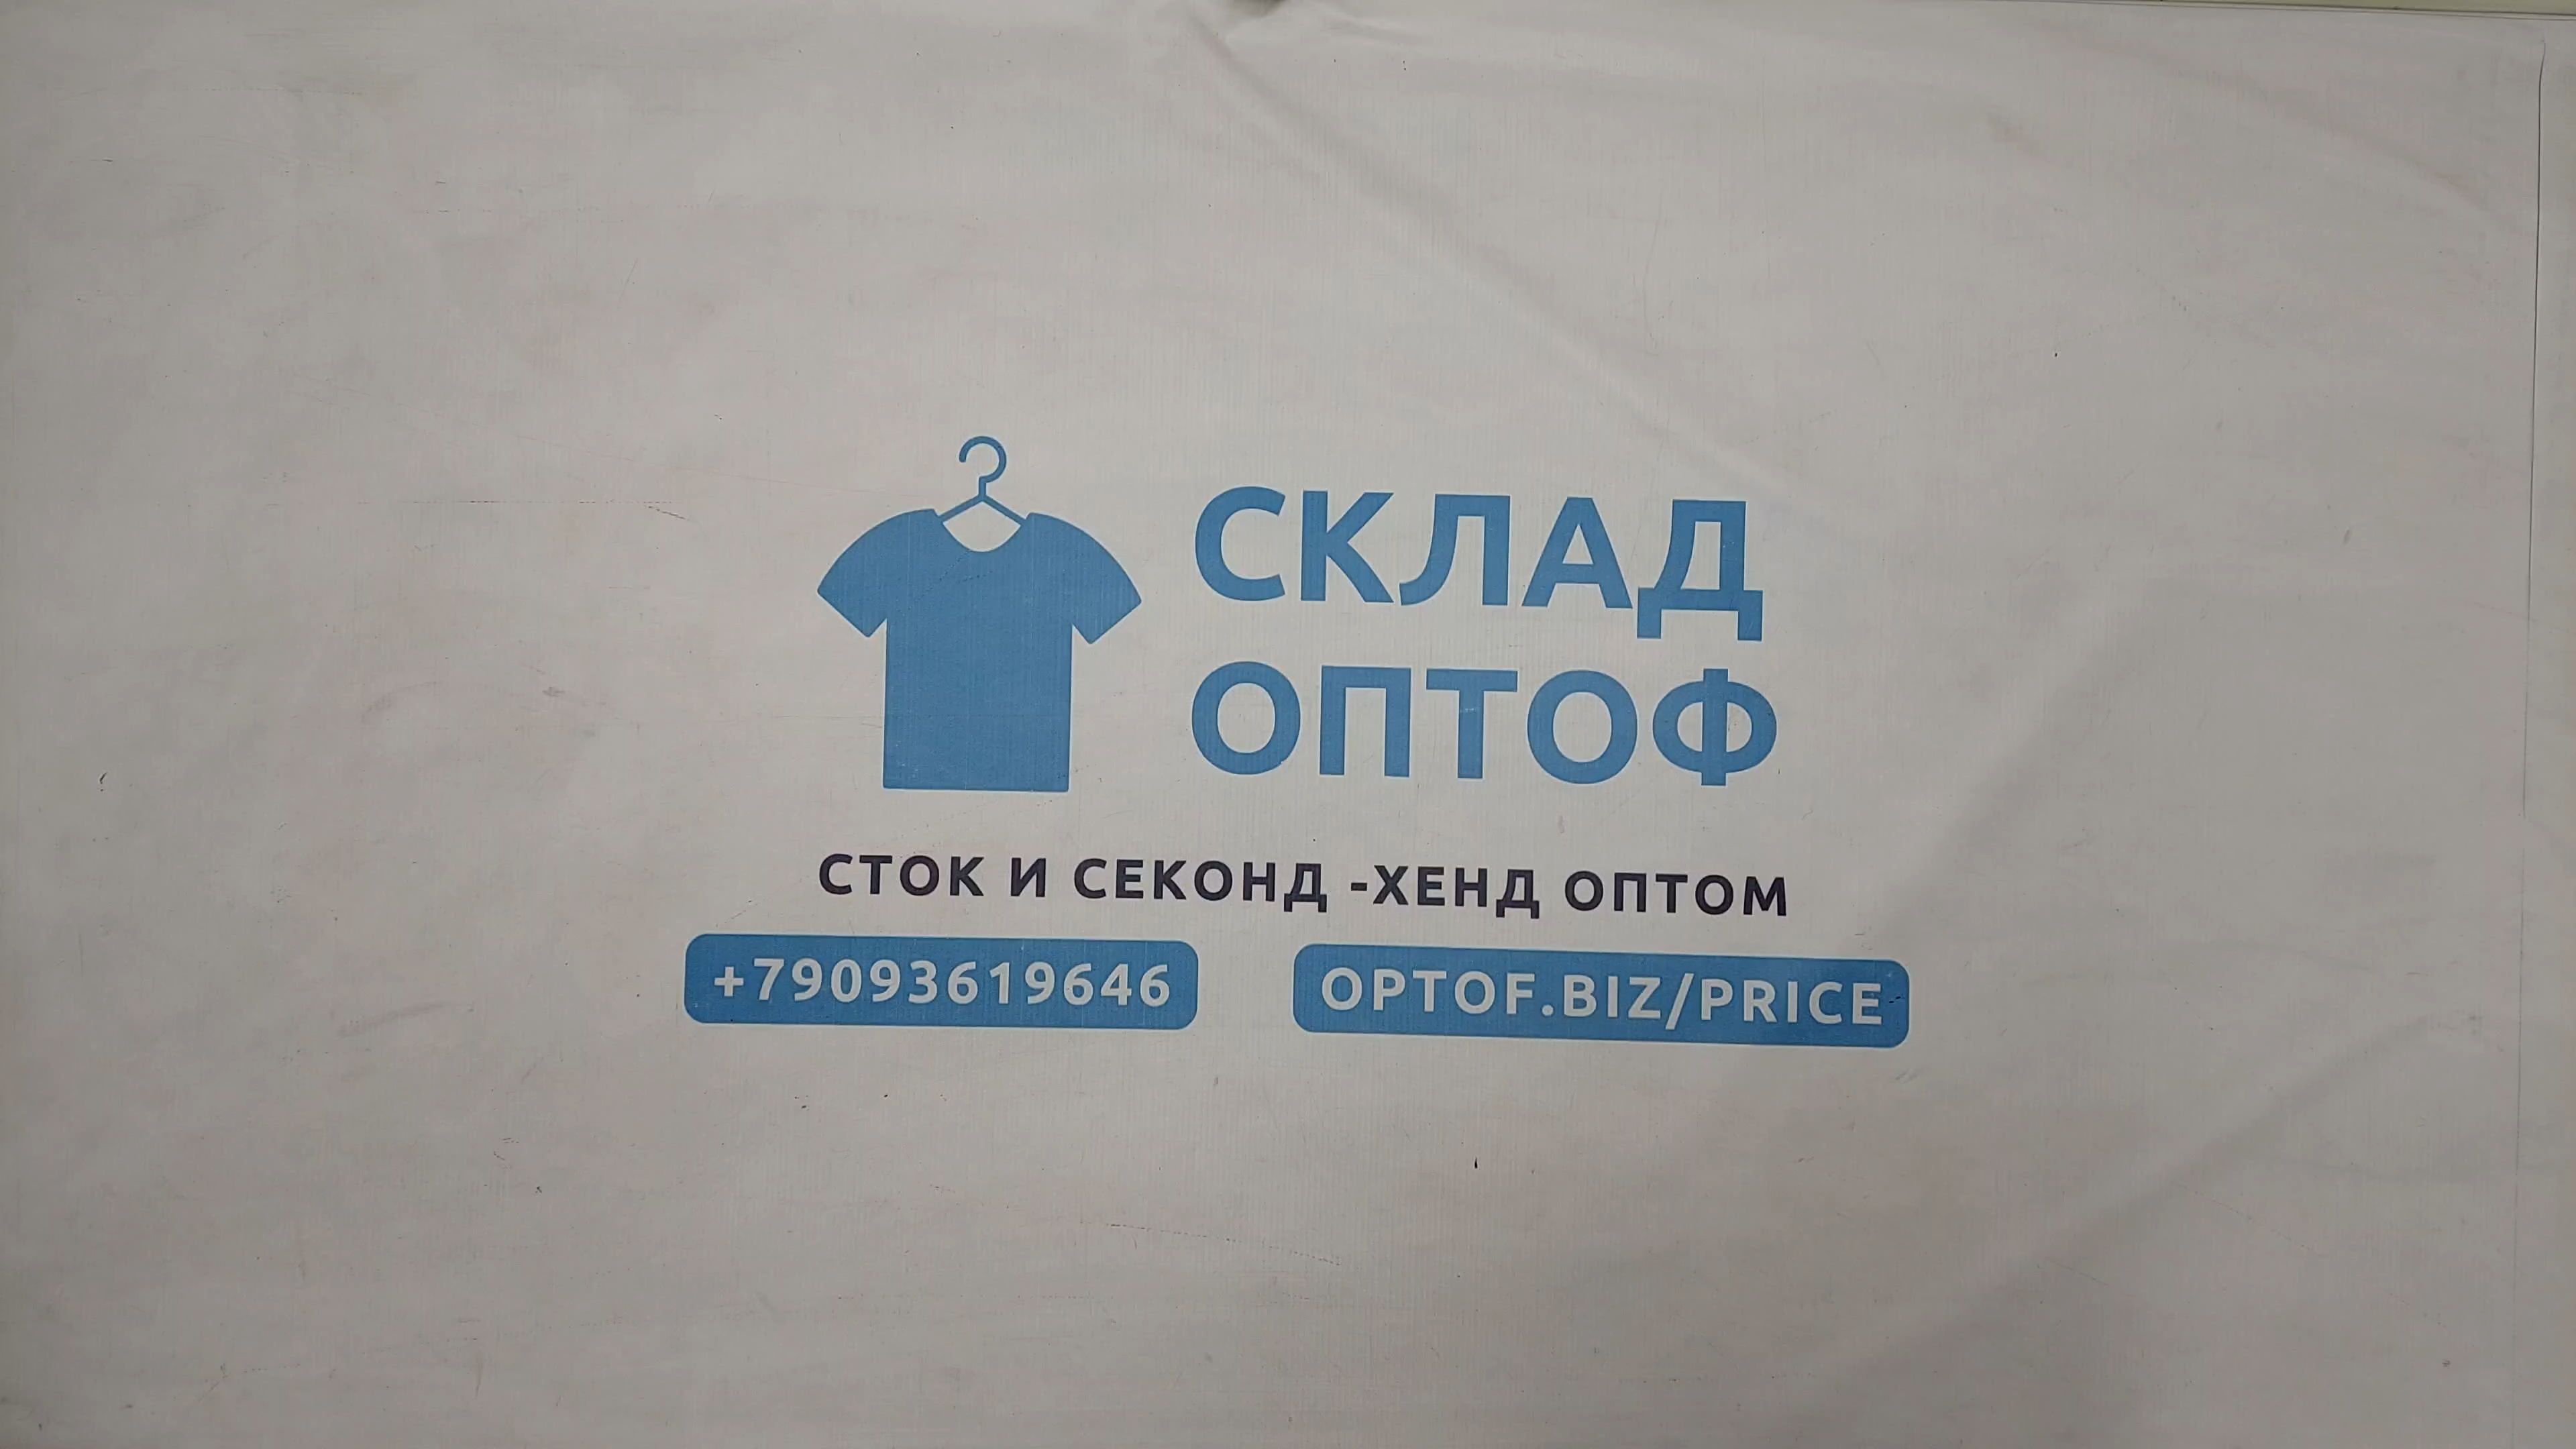 СКЛАД
ОПТОФ
СТОК И СЕКОНД -ХЕНД ОПТОМ
+79093619646
OPTOF.BIZ/PRICE